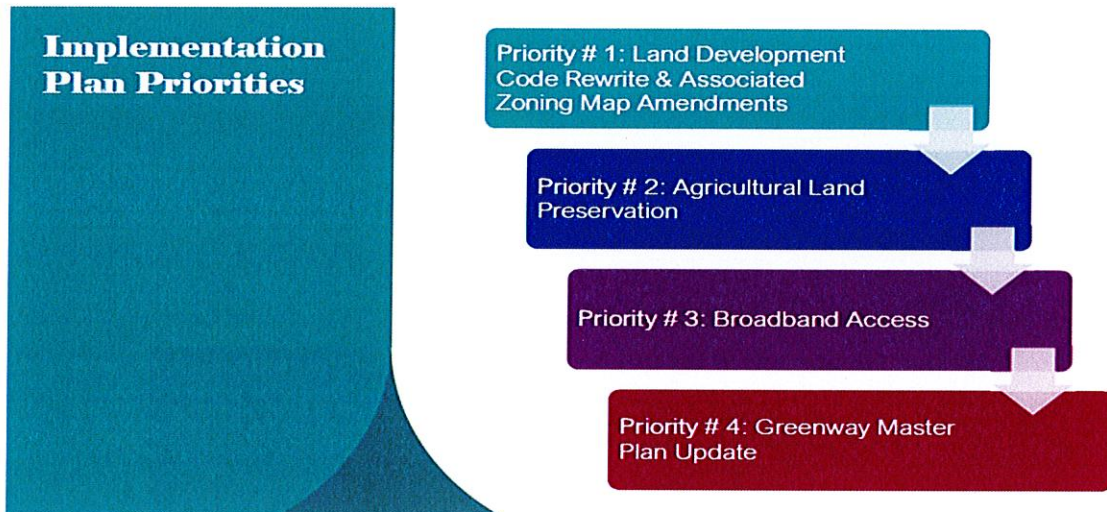 Implementation
Plan Priorities
Priority # 1: Land Development
Code Rewrite & Associated
Zoning Map Amendments
Priority # 2: Agricultural Land
Preservation
Priority # 3: Broadband Access
Priority # 4: Greenway Master
Plan Update